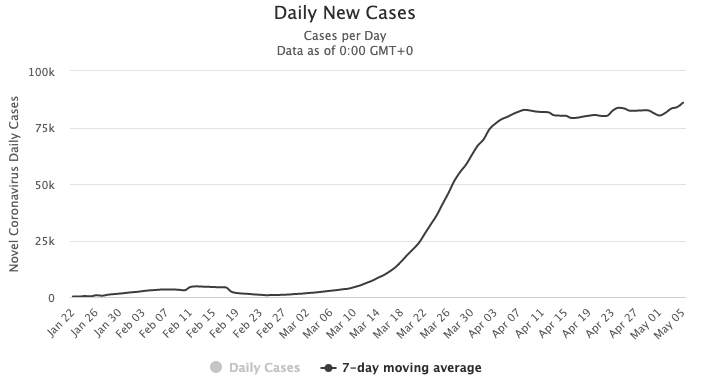 Daily New Cases
Cases per Day
Data as of 0:00 GMT+0
Novel Coronavirus Daily Cases
100k
75k
50k
25k
0
Jan 22
Jan 26
Jan 30
Feb 03
Feb 07
Feb 11
Feb 15
Feb 19
Feb 23
Feb 27
Mar 02
Mar 06
Mar 10
Mar 14
Mar 18
Mar 22
Mar 26
Mar 30
Apr 03
Apr 07
Apr 11
Apr 15
Apr 19
Apr 23
Apr 27
May 01
May 05
Daily Cases
7-day moving average